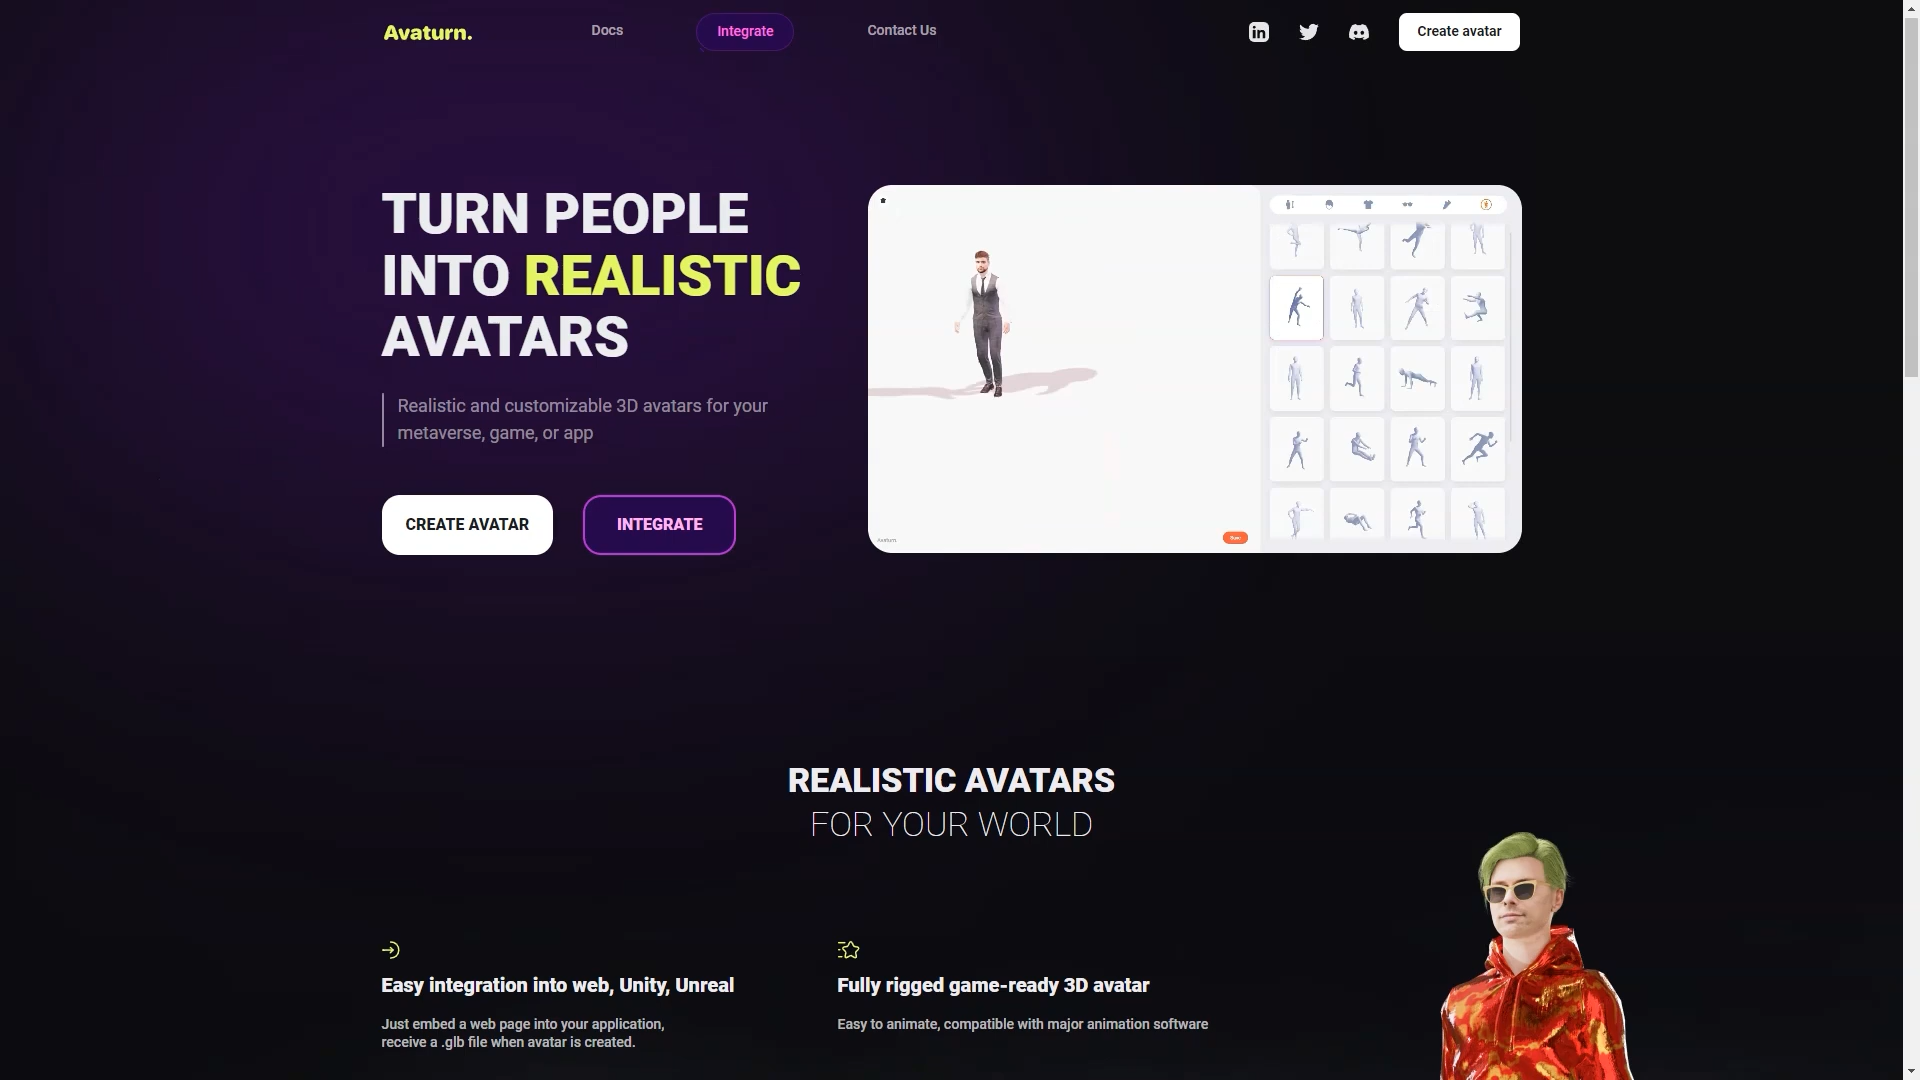 Avaturn.
Docs
Integrate
Contact Us
Create avatar
TURN PEOPLE
INTO REALISTIC
AVATARS
Realistic and customizable 3D avatars for your
metaverse, game, or app
CREATE AVATAR
INTEGRATE
Avaturn.
REALISTIC AVATARS
FOR YOUR WORLD
Easy integration into web, Unity, Unreal
Just embed a web page into your application,
receive a .glb file when avatar is created.
Fully rigged game-ready 3D avatar
Easy to animate, compatible with major animation software